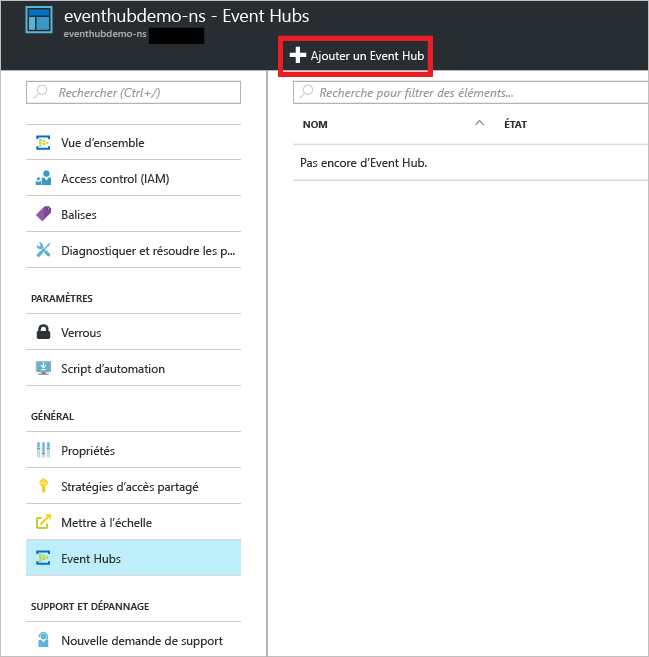 eventhubdemo-ns - Event Hubs
eventhubdemo-ns
Ajouter un Event Hub
Rechercher (Ctrl+/)
Vue d'ensemble
Access control (IAM)
Balises
Diagnostiquer et résoudre les p...
PARAMÈTRES
Verrous
Script d'automation
GÉNÉRAL
Propriétés
Stratégies d'accès partagé
Mettre à l'échelle
Event Hubs
SUPPORT ET DÉPANNAGE
Nouvelle demande de support
Recherche pour filtrer des éléments...
NOM ÉTAT
Pas encore d'Event Hub.